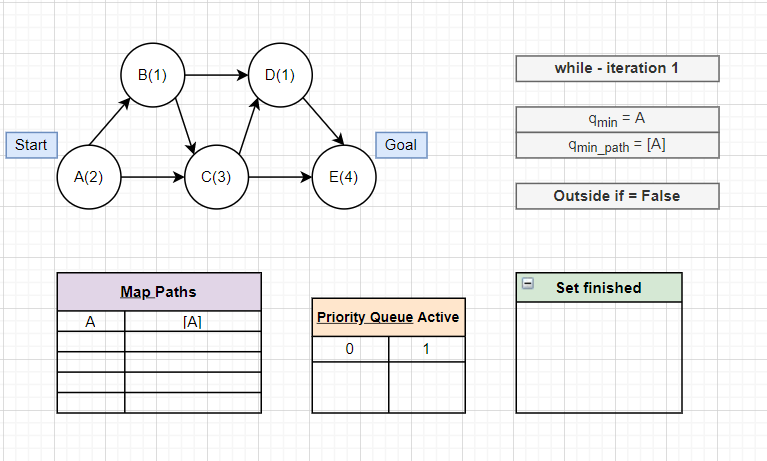 B(1)
D(1)
while - iteration 1
qmin = A
Start
Goal
qmin_path = [A]
A(2)
C(3)
E(4)
Outside if = False
Map Paths
Set finished
Priority Queue Active
A
[A]
0
1